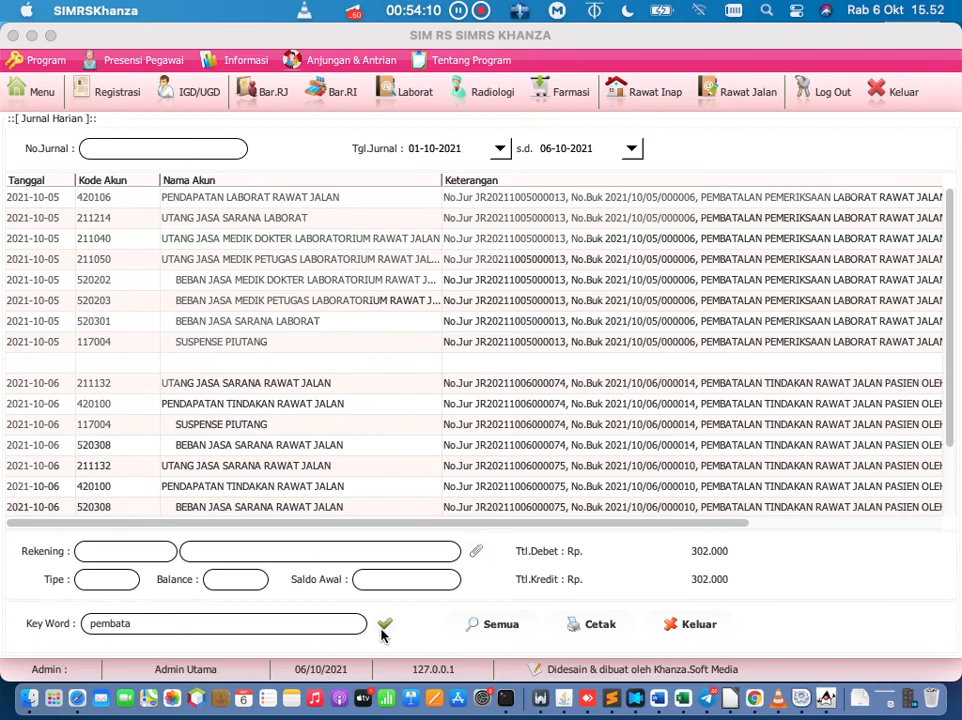 SIMRSKhanza 60 00:54:10 Rab 6 Okt 15.52
SIM RS SIMRS KHANZA
Program Presensi Pegawai Informasi Anjungan & Antrian Tentang Program
Menu Registrasi IGD/UGD Bar.RJ Bar.RI Laborat Radiologi Farmasi Rawat Inap Rawat Jalan Log Out Keluar
::[ Jurnal Harian ]::
No.Jurnal : Tgl.Jurnal : 01-10-2021 s.d. 06-10-2021
Tanggal Kode Akun Nama Akun Keterangan
2021-10-05 420106 PENDAPATAN LABORAT RAWAT JALAN No.Jur JR20211005000013, No.Buk 2021/10/05/000006, PEMBATALAN PEMERIKSAAN LABORAT RAWAT JALAN
2021-10-05 211214 UTANG JASA SARANA LABORAT No.Jur JR20211005000013, No.Buk 2021/10/05/000006, PEMBATALAN PEMERIKSAAN LABORAT RAWAT JALAN
2021-10-05 211040 UTANG JASA MEDIK DOKTER LABORATORIUM RAWAT JALAN No.Jur JR20211005000013, No.Buk 2021/10/05/000006, PEMBATALAN PEMERIKSAAN LABORAT RAWAT JALAN
2021-10-05 211050 UTANG JASA MEDIK PETUGAS LABORATORIUM RAWAT JAL... No.Jur JR20211005000013, No.Buk 2021/10/05/000006, PEMBATALAN PEMERIKSAAN LABORAT RAWAT JALAN
2021-10-05 520202 BEBAN JASA MEDIK DOKTER LABORATORIUM RAWAT J... No.Jur JR20211005000013, No.Buk 2021/10/05/000006, PEMBATALAN PEMERIKSAAN LABORAT RAWAT JALAN
2021-10-05 520203 BEBAN JASA MEDIK PETUGAS LABORATORIUM RAWAT J... No.Jur JR20211005000013, No.Buk 2021/10/05/000006, PEMBATALAN PEMERIKSAAN LABORAT RAWAT JALAN
2021-10-05 520301 BEBAN JASA SARANA LABORAT No.Jur JR20211005000013, No.Buk 2021/10/05/000006, PEMBATALAN PEMERIKSAAN LABORAT RAWAT JALAN
2021-10-05 117004 SUSPENSE PIUTANG No.Jur JR20211005000013, No.Buk 2021/10/05/000006, PEMBATALAN PEMERIKSAAN LABORAT RAWAT JALAN
2021-10-06 211132 UTANG JASA SARANA RAWAT JALAN No.Jur JR20211006000074, No.Buk 2021/10/06/000014, PEMBATALAN TINDAKAN RAWAT JALAN PASIEN OLEH
2021-10-06 420100 PENDAPATAN TINDAKAN RAWAT JALAN No.Jur JR20211006000074, No.Buk 2021/10/06/000014, PEMBATALAN TINDAKAN RAWAT JALAN PASIEN OLEH
2021-10-06 117004 SUSPENSE PIUTANG No.Jur JR20211006000074, No.Buk 2021/10/06/000014, PEMBATALAN TINDAKAN RAWAT JALAN PASIEN OLEH
2021-10-06 520308 BEBAN JASA SARANA RAWAT JALAN No.Jur JR20211006000074, No.Buk 2021/10/06/000014, PEMBATALAN TINDAKAN RAWAT JALAN PASIEN OLEH
2021-10-06 211132 UTANG JASA SARANA RAWAT JALAN No.Jur JR20211006000075, No.Buk 2021/10/06/000010, PEMBATALAN TINDAKAN RAWAT JALAN PASIEN OLEH
2021-10-06 420100 PENDAPATAN TINDAKAN RAWAT JALAN No.Jur JR20211006000075, No.Buk 2021/10/06/000010, PEMBATALAN TINDAKAN RAWAT JALAN PASIEN OLEH
2021-10-06 520308 BEBAN JASA SARANA RAWAT JALAN No.Jur JR20211006000075, No.Buk 2021/10/06/000010, PEMBATALAN TINDAKAN RAWAT JALAN PASIEN OLEH
Rekening : Ttl.Debet : Rp. 302.000
Tipe : Balance : Saldo Awal : Ttl.Kredit : Rp. 302.000
Key Word : pembata Semua Cetak Keluar
Admin : Admin Utama 06/10/2021 127.0.0.1 Didesain & dibuat oleh Khanza.Soft Media